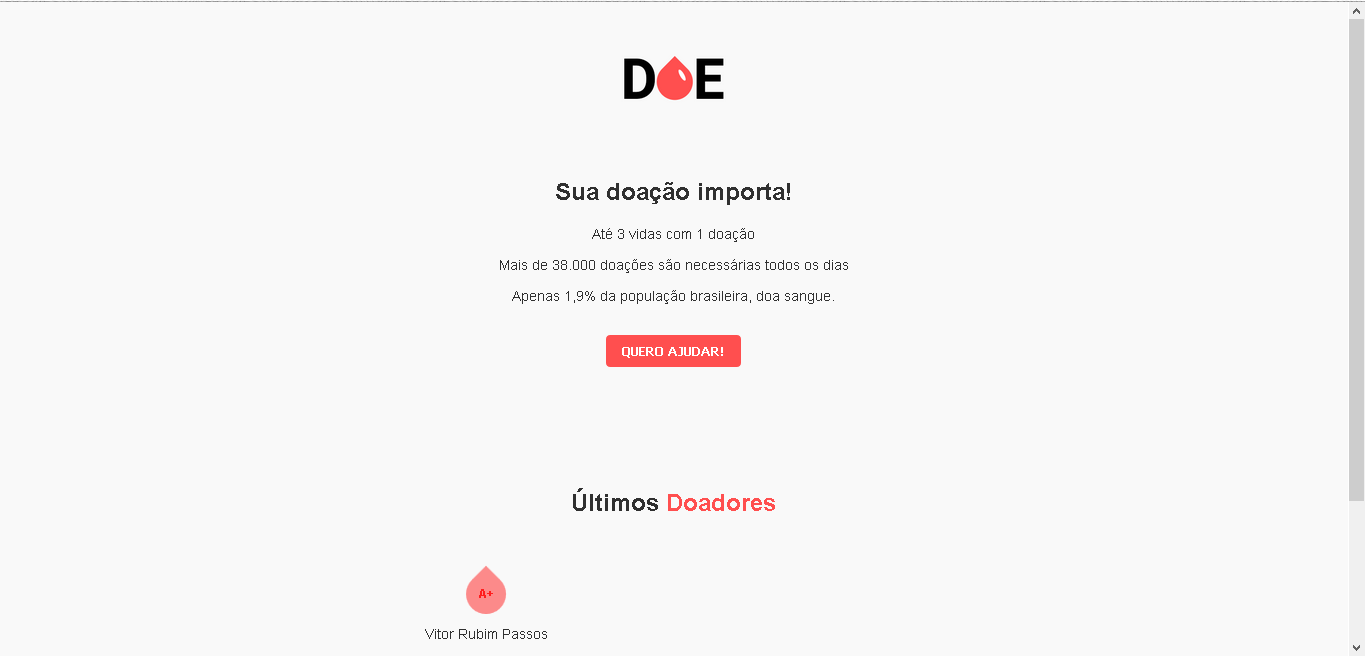 DOE
Sua doação importa!
Até 3 vidas com 1 doação
Mais de 38.000 doações são necessárias todos os dias
Apenas 1,9% da população brasileira, doa sangue.
QUERO AJUDAR!
Últimos Doadores
A+
Vitor Rubim Passos